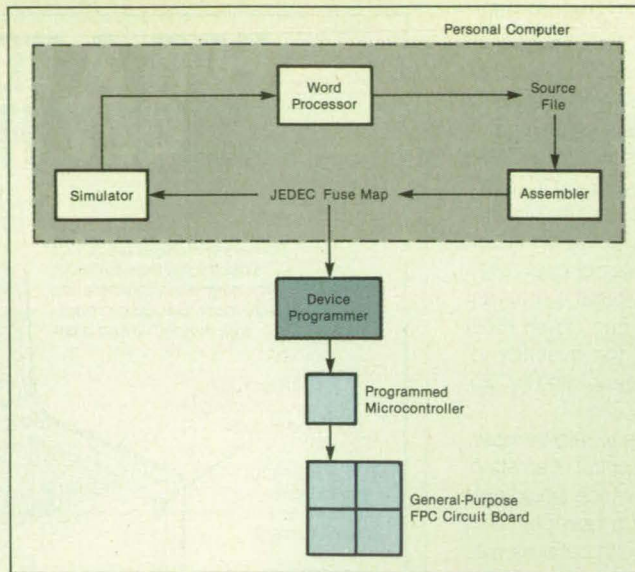 Personal Computer
Word
Processor
Source
File
Simulator
JEDEC Fuse Map
Assembler
Device
Programmer
Programmed
Microcontroller
General-Purpose
FPC Circuit Board